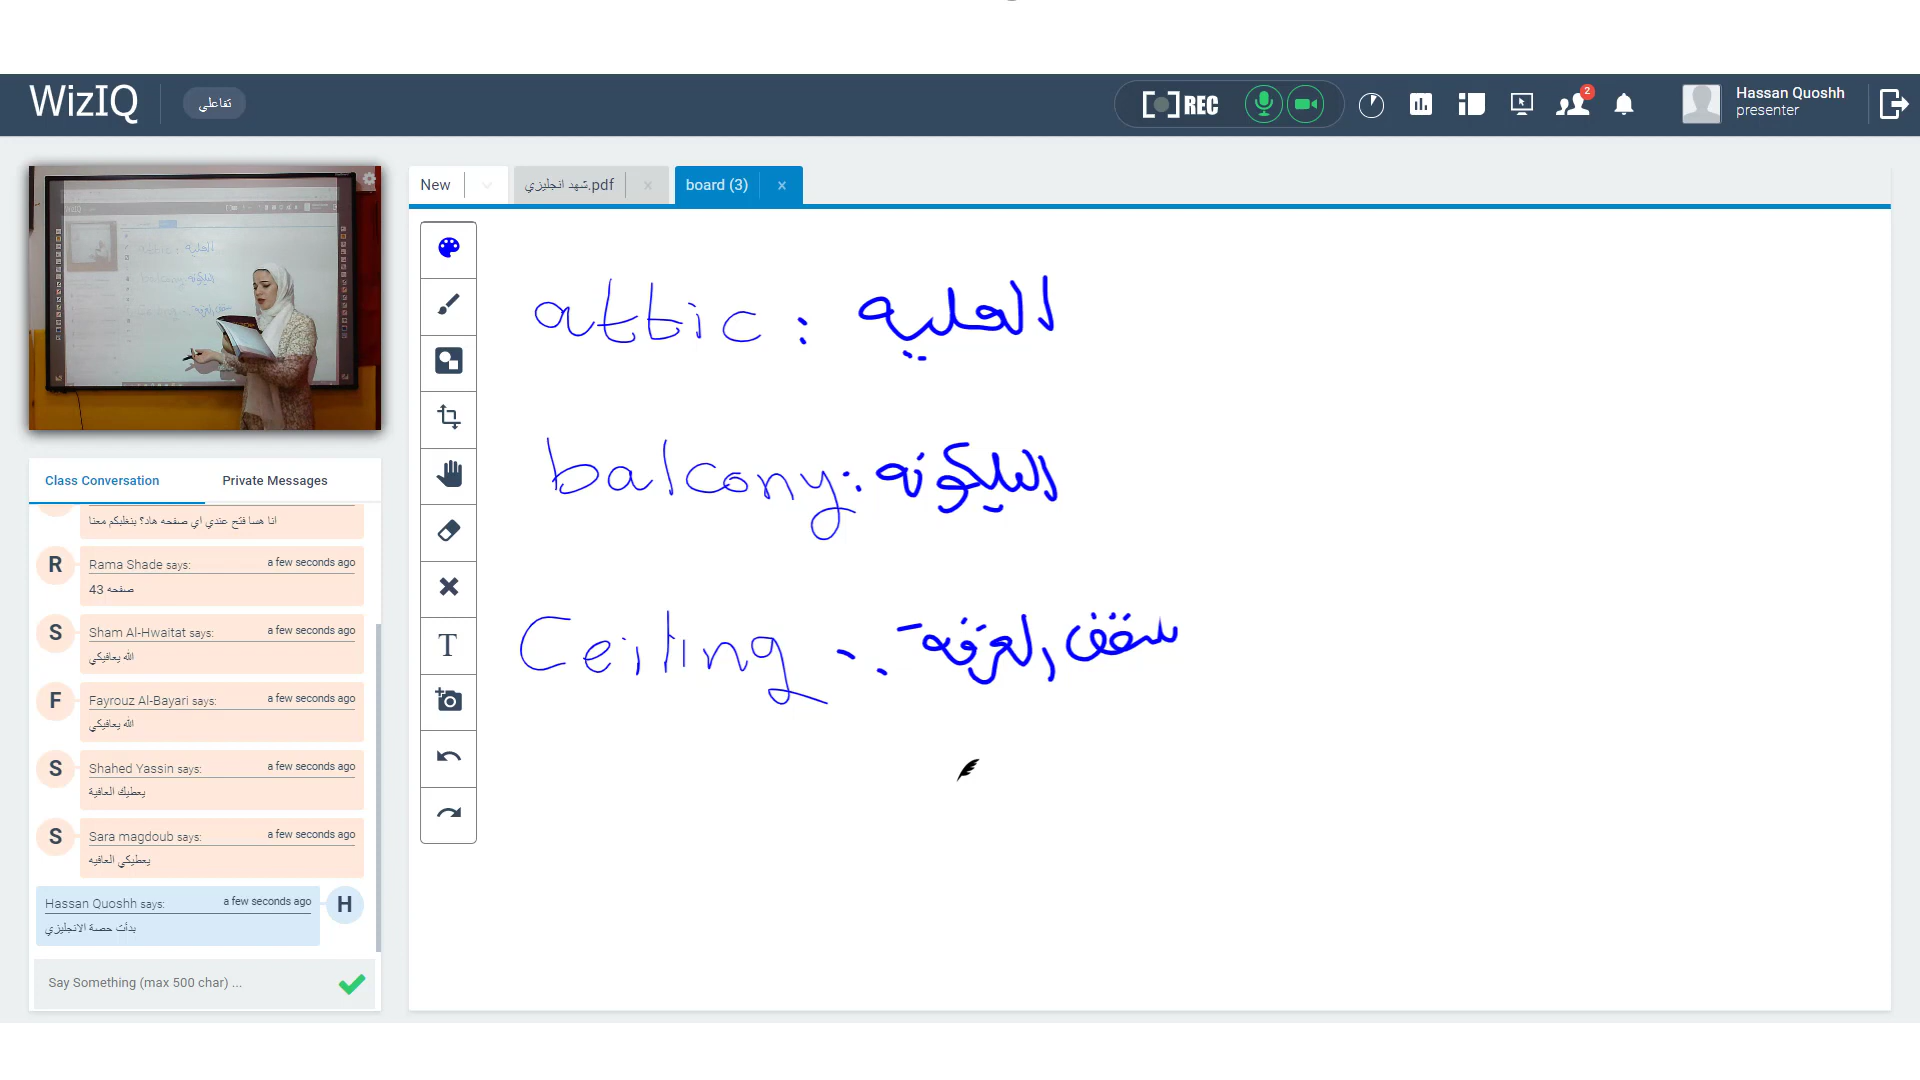 WizIQ
تفاعلي
REC
2
Hassan Quoshh
presenter
New
شهد انجليزي.pdf
board (3)
attic : العليه
balcony : البلكونه
Ceiling : سقف الغرفة
T
Class Conversation
Private Messages
انا هسا فتح عندي اي صفحه هاد؟ بنغلبكم معنا
R
Rama Shade says:
a few seconds ago
صفحه 43
S
Sham Al-Hwaitat says:
a few seconds ago
الله يعافيكي
F
Fayrouz Al-Bayari says:
a few seconds ago
الله يعافيكي
S
Shahed Yassin says:
a few seconds ago
يعطيك العافية
S
Sara magdoub says:
a few seconds ago
يعطيكي العافيه
Hassan Quoshh says:
a few seconds ago
H
بدأت حصة الانجليزي
Say Something (max 500 char) ...